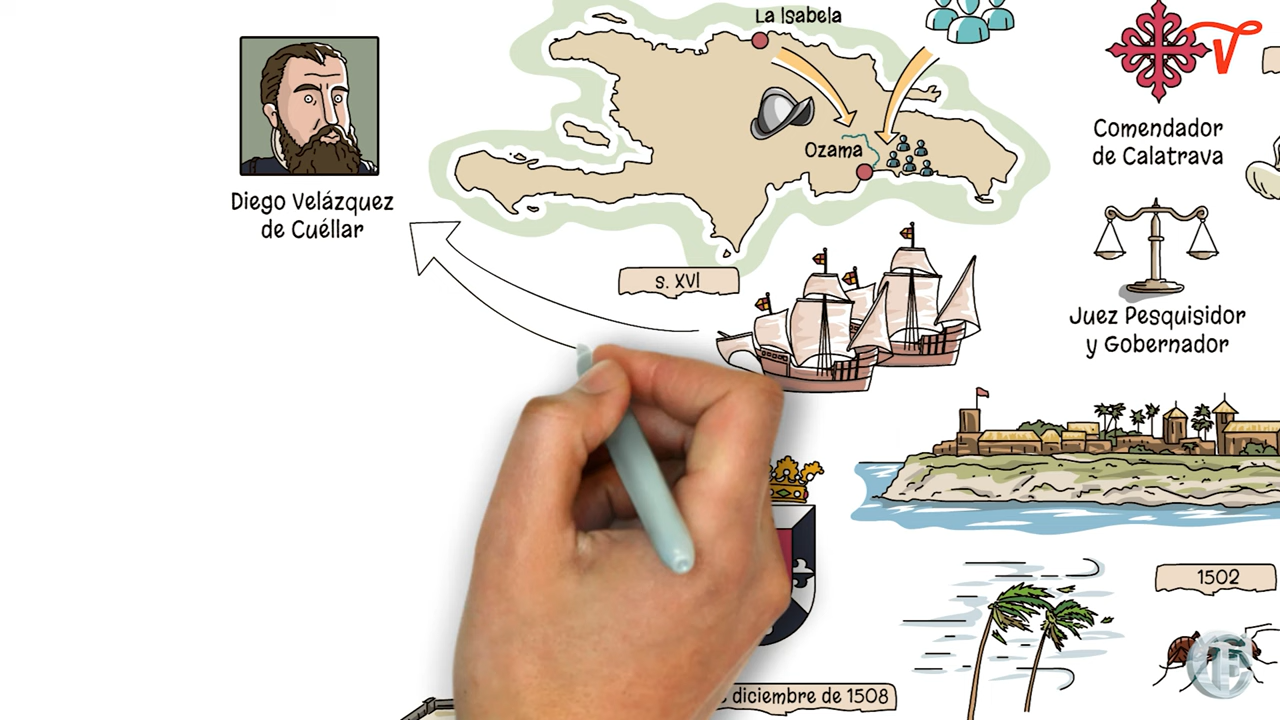 La Isabela
Ozama
Diego Velázquez
de Cuéllar
s. XVI
Comendador
de Calatrava
Juez Pesquisidor
y Gobernador
1502
diciembre de 1508